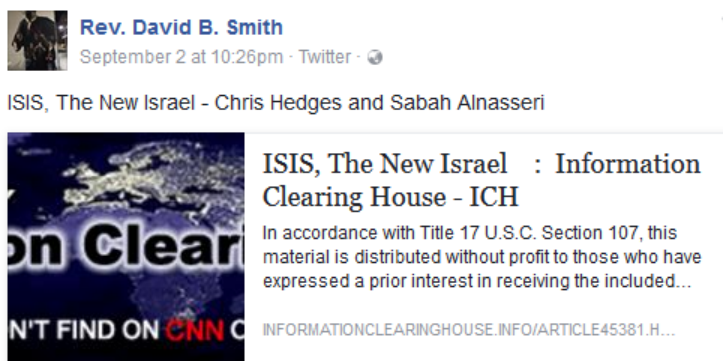 Rev. David B. Smith
September 2 at 10:26pm · Twitter ·
ISIS, The New Israel - Chris Hedges and Sabah Alnasseri
on Cleari
N'T FIND ON CNN C
ISIS, The New Israel : Information
Clearing House - ICH
In accordance with Title 17 U.S.C. Section 107, this
material is distributed without profit to those who have
expressed a prior interest in receiving the included...
INFORMATIONCLEARINGHOUSE.INFO/ARTICLE45381.H...